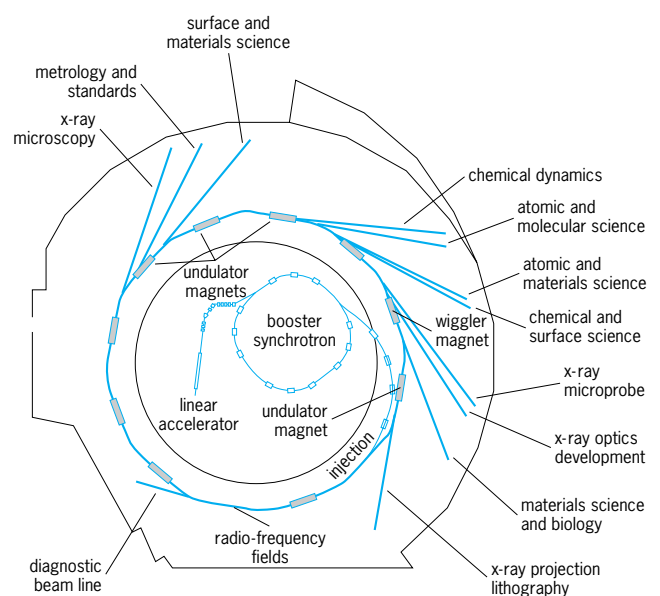 surface and
materials science
metrology and
standards
x-ray
microscopy
chemical dynamics
atomic and
molecular science
undulator
magnets
atomic and
materials science
booster
synchrotron
wiggler
magnet
chemical and
surface science
linear
accelerator
undulator
magnet
x-ray
microprobe
x-ray optics
development
injection
materials science
and biology
radio-frequency
fields
diagnostic
beam line
x-ray projection
lithography